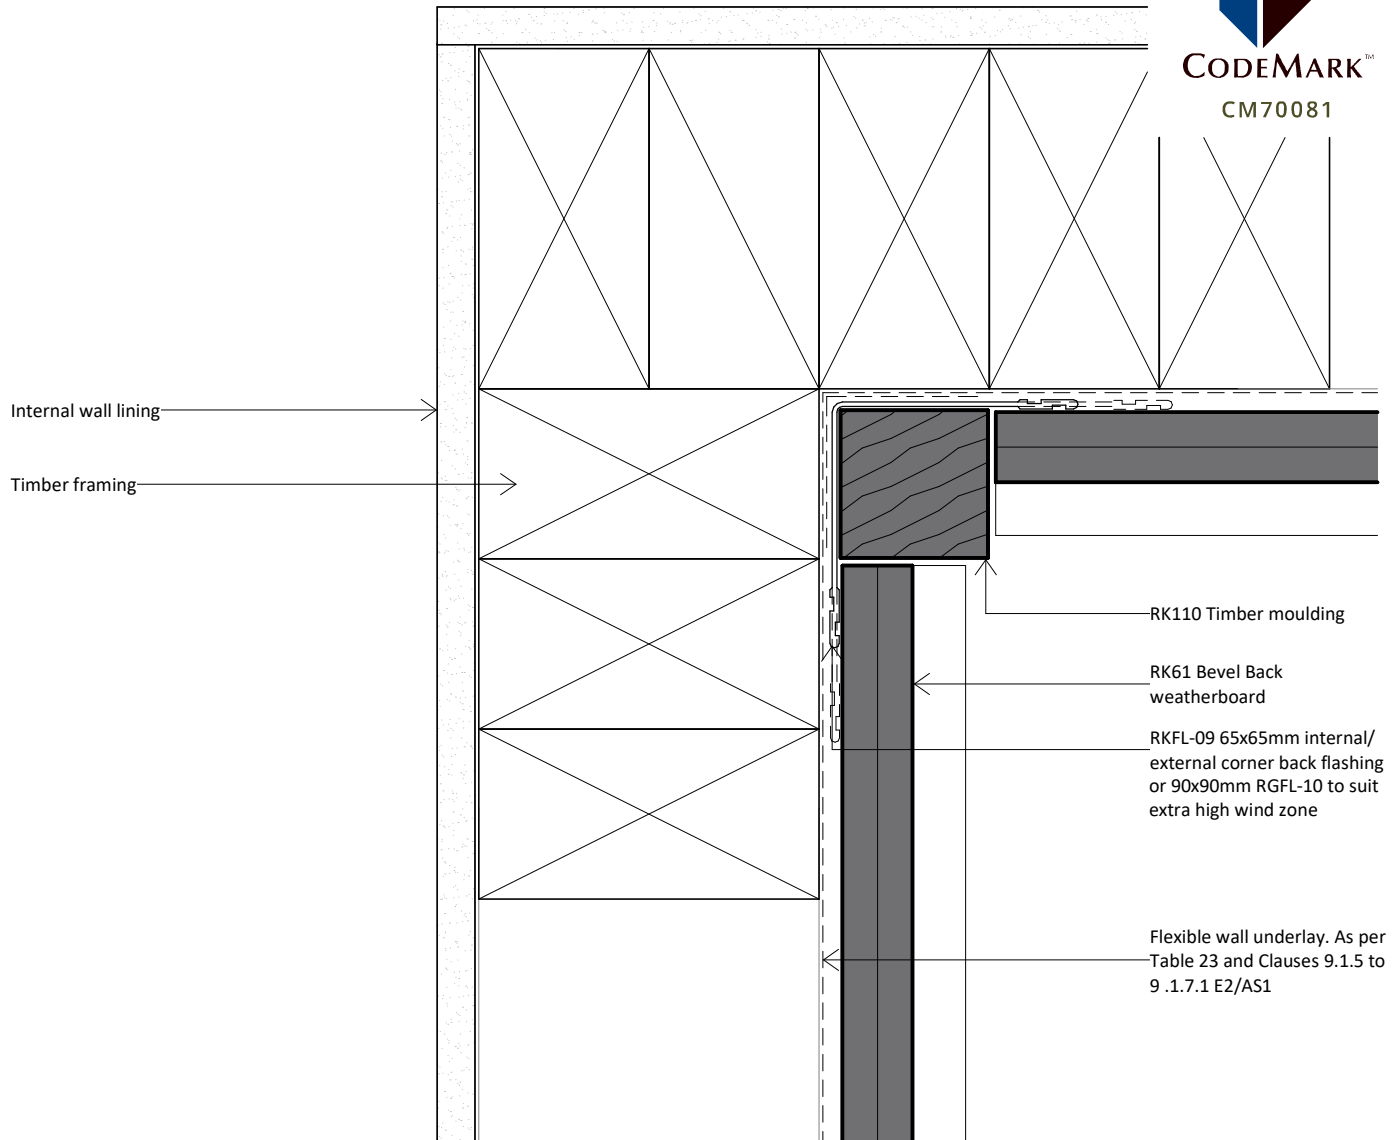 CODEMARK™
CM70081
Internal wall lining
Timber framing
RK110 Timber moulding
RK61 Bevel Back
weatherboard
RKFL-09 65x65mm internal/
external corner back flashing
or 90x90mm RGFL-10 to suit
extra high wind zone
Flexible wall underlay. As per
Table 23 and Clauses 9.1.5 to
9 .1.7.1 E2/AS1